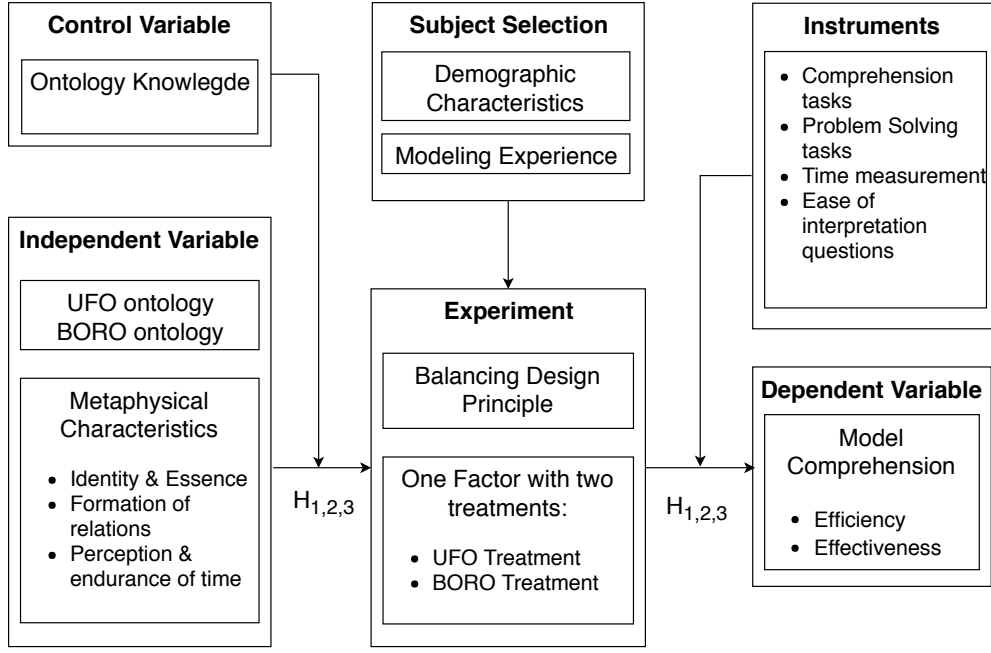 Control Variable
Ontology Knowlegde
Independent Variable
UFO ontology
BORO ontology
Metaphysical
Characteristics
• Identity & Essence
• Formation of
relations
• Perception &
endurance of time
H1,2,3
Subject Selection
Demographic
Characteristics
Modeling Experience
Experiment
Balancing Design
Principle
One Factor with two
treatments:
• UFO Treatment
• BORO Treatment
H1,2,3
Instruments
• Comprehension
tasks
• Problem Solving
tasks
• Time measurement
• Ease of
interpretation
questions
Dependent Variable
Model
Comprehension
• Efficiency
• Effectiveness